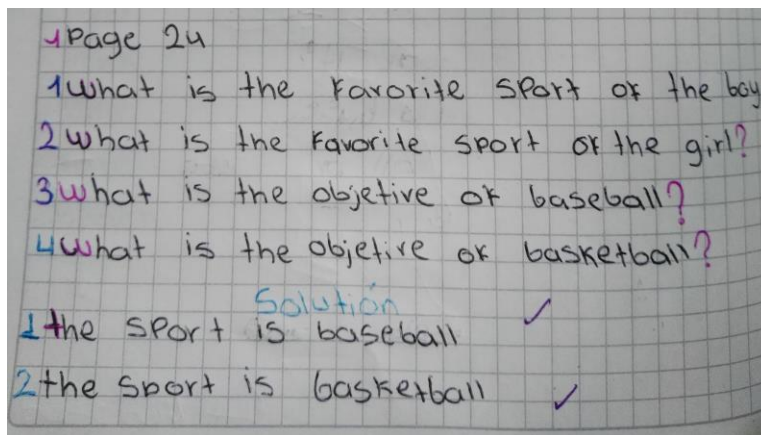 1 Page 24
1 what is the Favorite sport of the boy
2 what is the Favorite sport of the girl?
3 what is the objetive of baseball?
4 what is the objetive of basketball?
Solutión
1 the sport is baseball
2 the sport is basketball